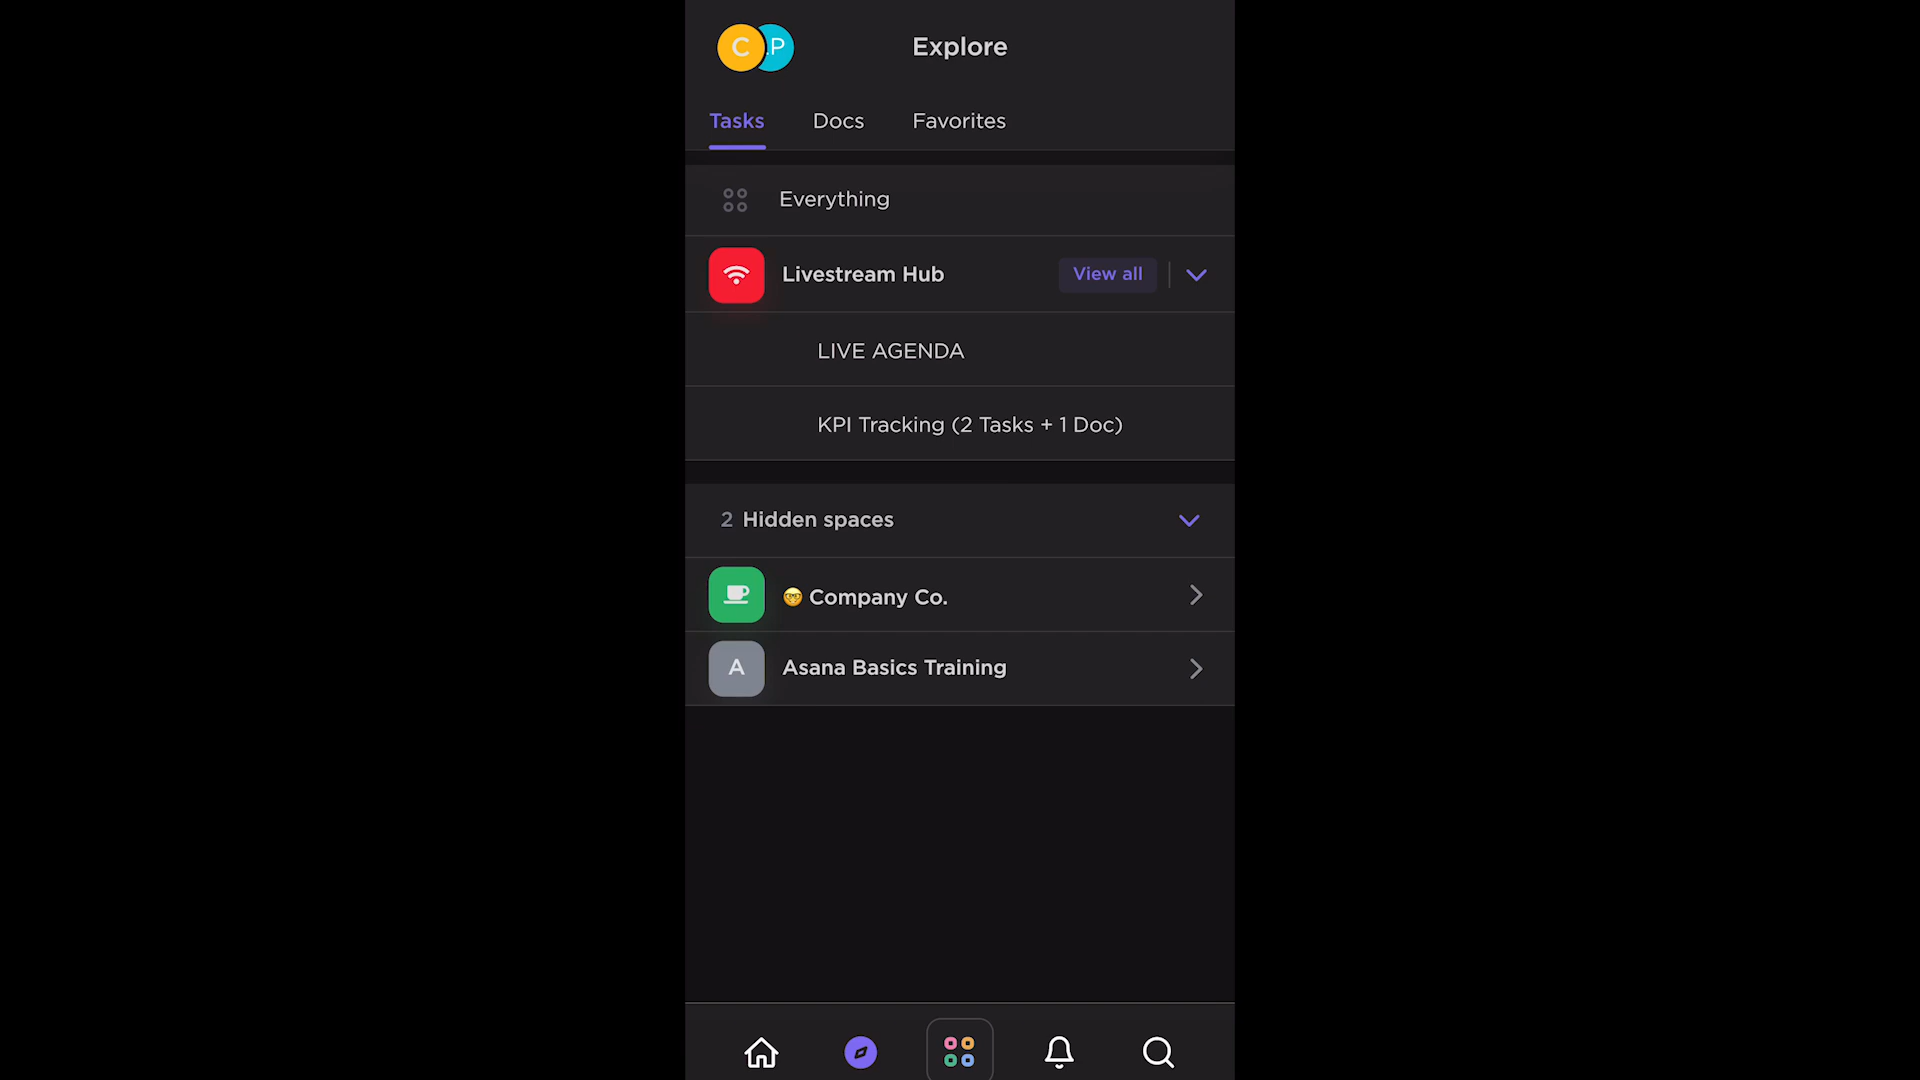 C P
Explore
Tasks Docs Favorites
Everything
Livestream Hub View all
LIVE AGENDA
KPI Tracking (2 Tasks + 1 Doc)
2 Hidden spaces
🤓 Company Co.
A Asana Basics Training